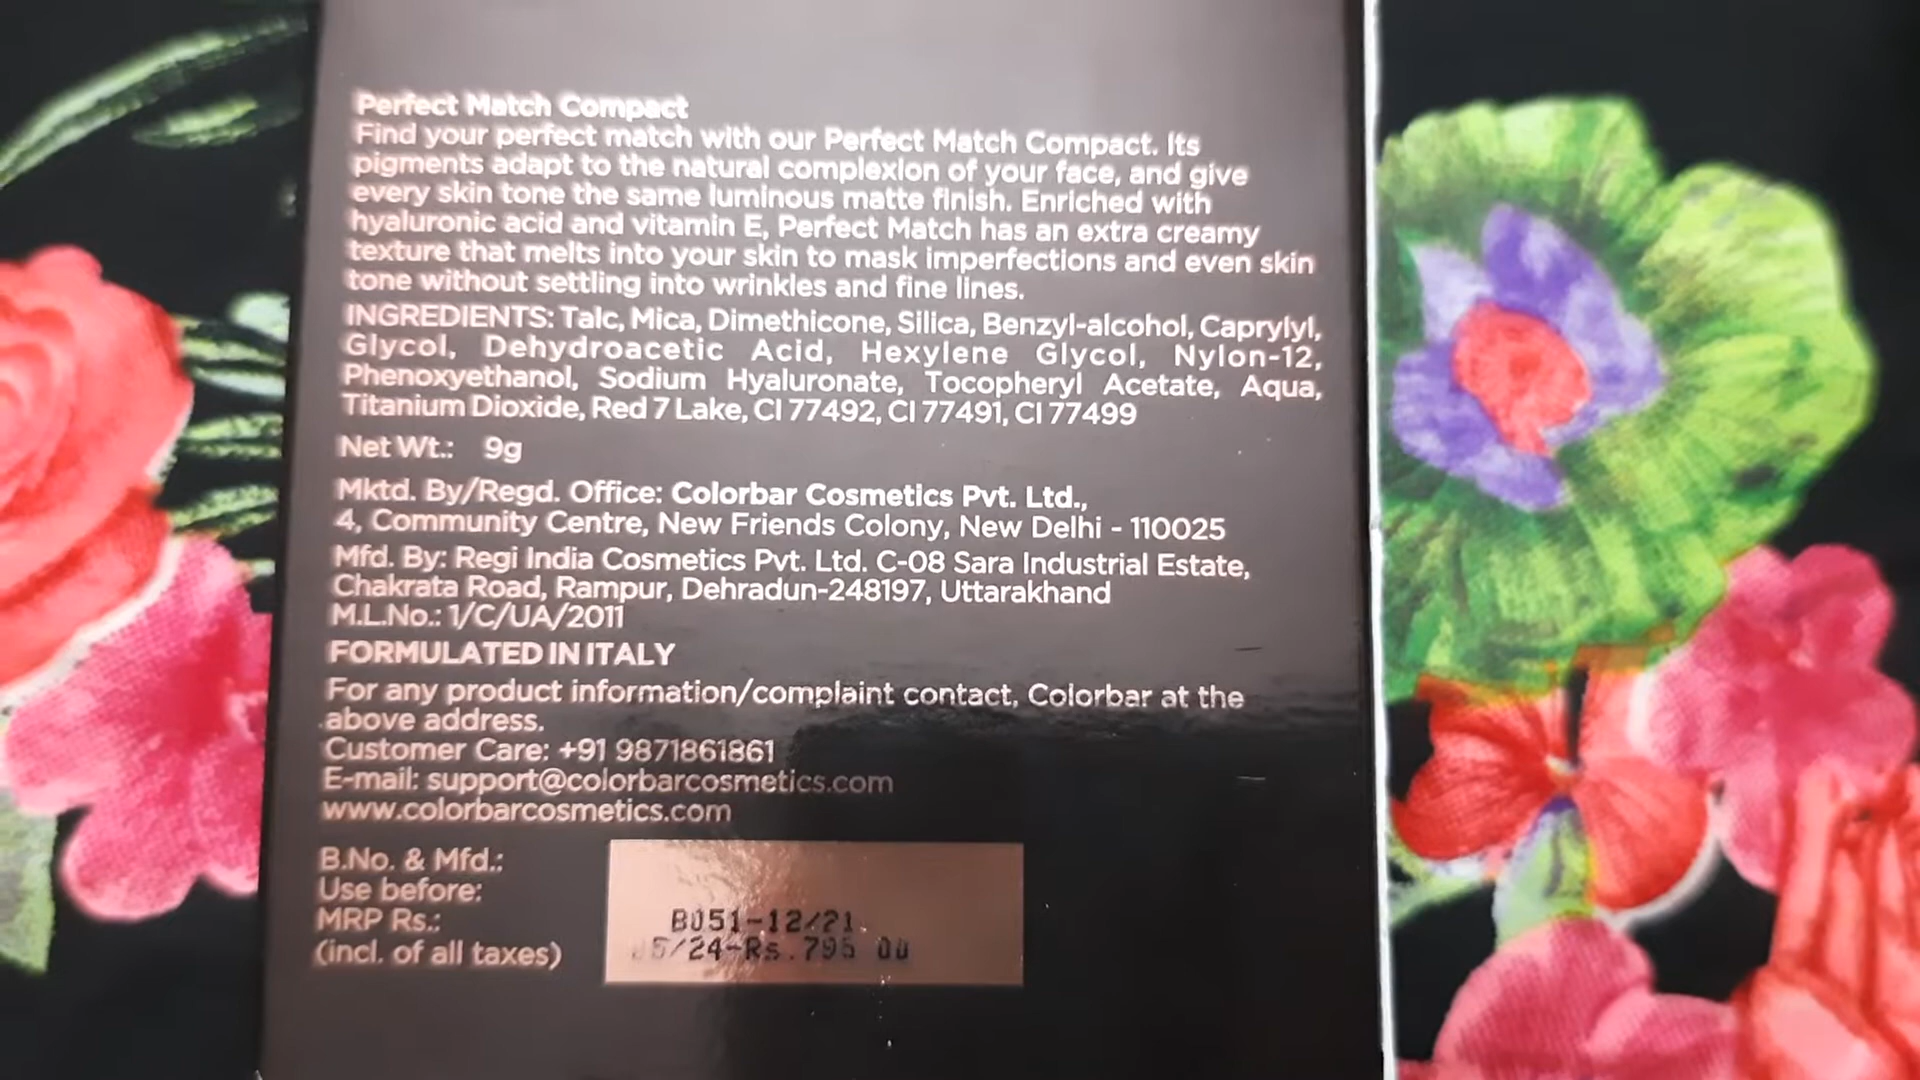 Perfect Match Compact
Find your perfect match with our Perfect Match Compact. Its
pigments adapt to the natural complexion of your face, and give
every skin tone the same luminous matte finish. Enriched with
hyaluronic acid and vitamin E, Perfect Match has an extra creamy
texture that melts into your skin to mask imperfections and even skin
tone without settling into wrinkles and fine lines.
INGREDIENTS: Talc, Mica, Dimethicone, Silica, Benzyl-alcohol, Caprylyl,
Glycol, Dehydroacetic Acid, Hexylene Glycol, Nylon-12,
Phenoxyethanol, Sodium Hyaluronate, Tocopheryl Acetate, Aqua,
Titanium Dioxide, Red 7 Lake, CI 77492, CI 77491, CI 77499
Net Wt.: 9g
Mktd. By/Regd. Office: Colorbar Cosmetics Pvt. Ltd.,
4, Community Centre, New Friends Colony, New Delhi - 110025
Mfd. By: Regi India Cosmetics Pvt. Ltd. C-08 Sara Industrial Estate,
Chakrata Road, Rampur, Dehradun-248197, Uttarakhand
M.L.No.: 1/C/UA/2011
FORMULATED IN ITALY
For any product information/complaint contact, Colorbar at the
above address.
Customer Care: +91 9871861861
E-mail: support@colorbarcosmetics.com
www.colorbarcosmetics.com
B.No. & Mfd.:
Use before:
MRP Rs.:
(incl. of all taxes)
B051-12/21
Rs.795 00